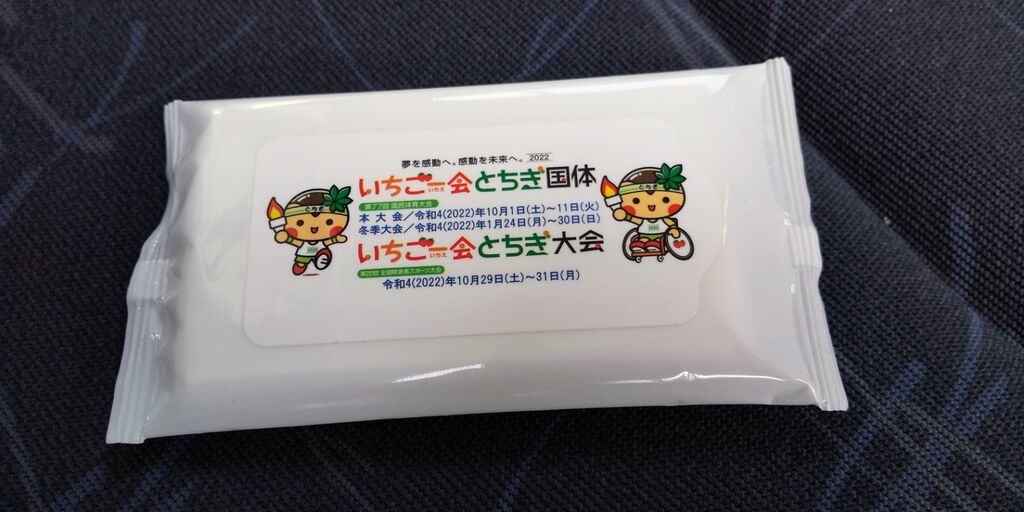 夢を感動へ。感動を未来へ。2022
いちご一会とちぎ国体
いちえ
第77回 国民体育大会
本大会/令和4(2022)年10月1日(土)〜11日(火)
冬季大会/令和4(2022)年1月24日(月)〜30日(日)
いちご一会とちぎ大会
いちえ
第22回 全国障害者スポーツ大会
令和4(2022)年10月29日(土)〜31日(月)
とちぎ
とちぎ